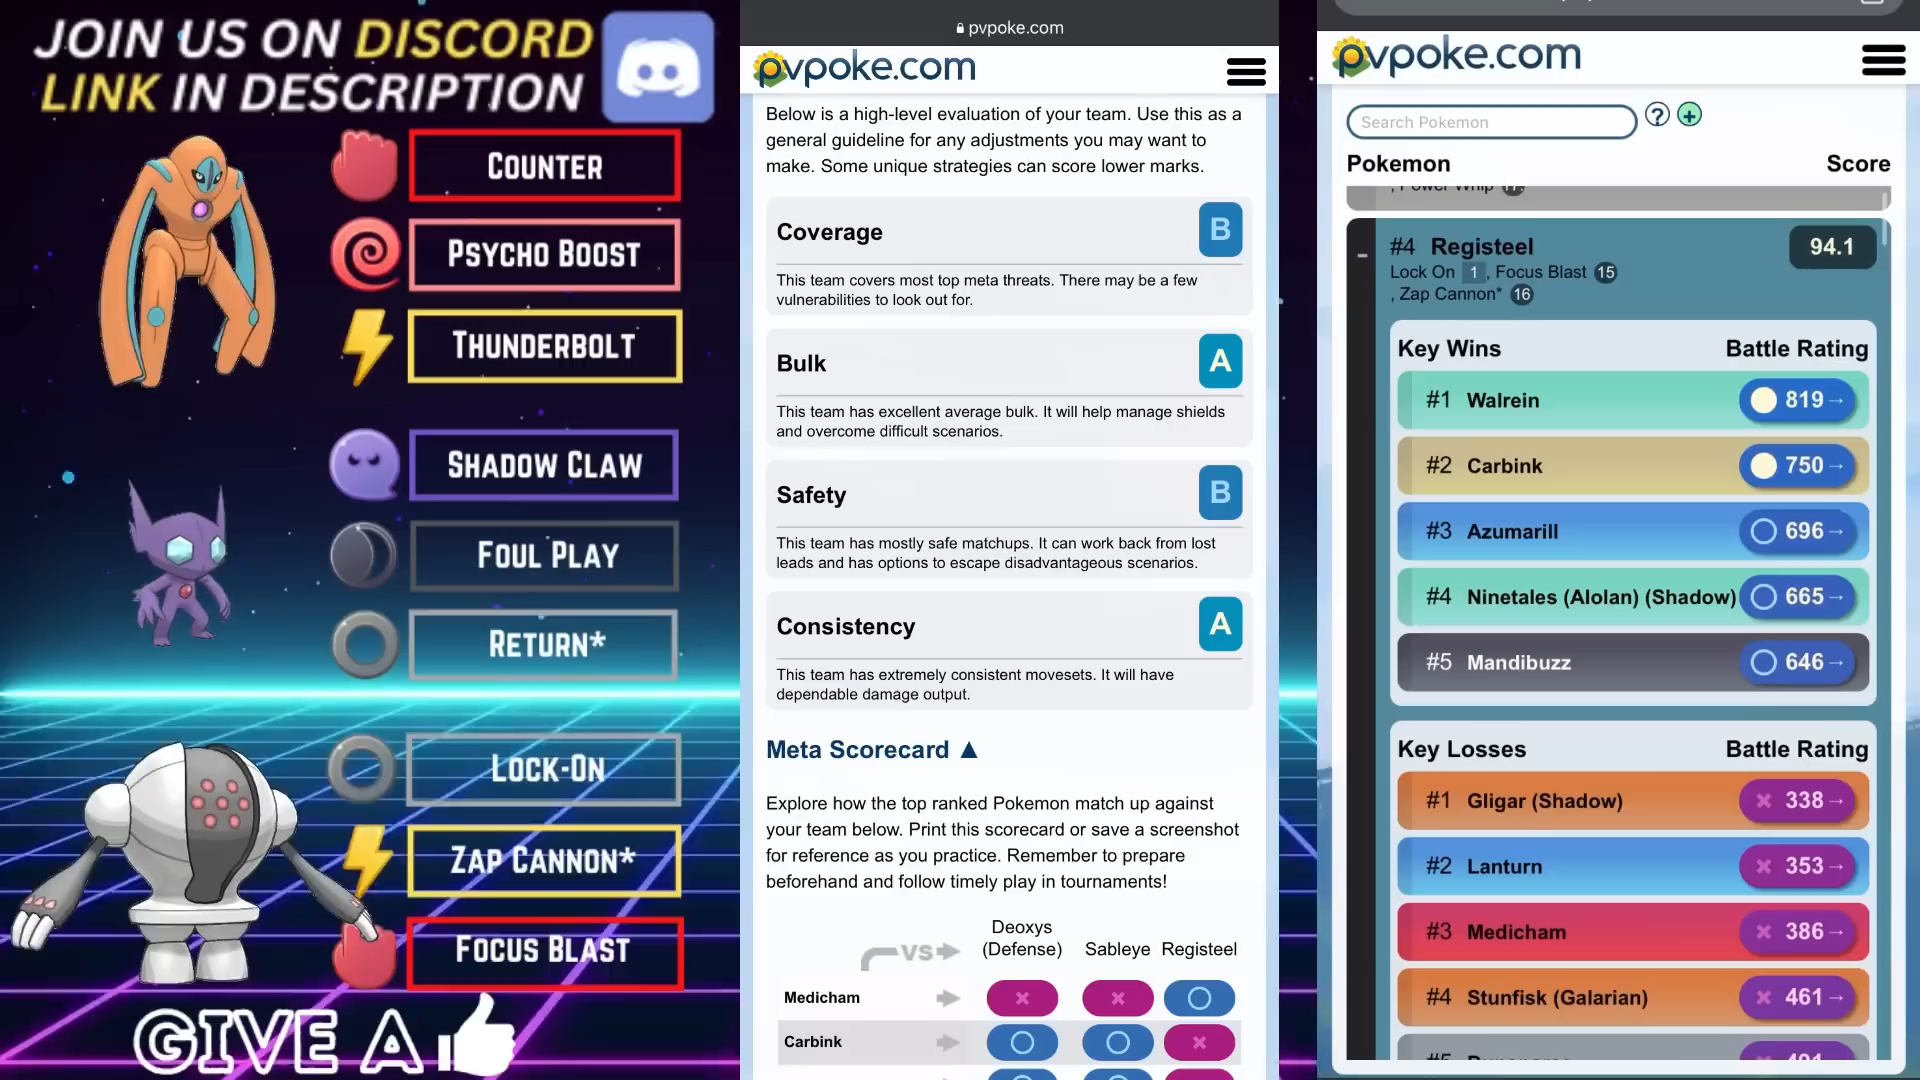 JOIN US ON DISCORD
LINK IN DESCRIPTION
COUNTER
PSYCHO BOOST
THUNDERBOLT
SHADOW CLAW
FOUL PLAY
RETURN*
LOCK-ON
ZAP CANNON*
FOCUS BLAST
GIVE A
pvpoke.com
pvpoke.com
Below is a high-level evaluation of your team. Use this as a
general guideline for any adjustments you may want to
make. Some unique strategies can score lower marks.
Coverage B
This team covers most top meta threats. There may be a few
vulnerabilities to look out for.
Bulk A
This team has excellent average bulk. It will help manage shields
and overcome difficult scenarios.
Safety B
This team has mostly safe matchups. It can work back from lost
leads and has options to escape disadvantageous scenarios.
Consistency A
This team has extremely consistent movesets. It will have
dependable damage output.
Meta Scorecard ▲
Explore how the top ranked Pokemon match up against
your team below. Print this scorecard or save a screenshot
for reference as you practice. Remember to prepare
beforehand and follow timely play in tournaments!
VS
Deoxys
(Defense) Sableye Registeel
Medicham
Carbink
pvpoke.com
Search Pokemon ? +
Pokemon Score
, Power Whip 17
- #4 Registeel 94.1
Lock On 1 , Focus Blast 15
, Zap Cannon* 16
Key Wins Battle Rating
#1 Walrein 819→
#2 Carbink 750→
#3 Azumarill 696→
#4 Ninetales (Alolan) (Shadow) 665→
#5 Mandibuzz 646→
Key Losses Battle Rating
#1 Gligar (Shadow) 338→
#2 Lanturn 353→
#3 Medicham 386→
#4 Stunfisk (Galarian) 461→
#5 491→